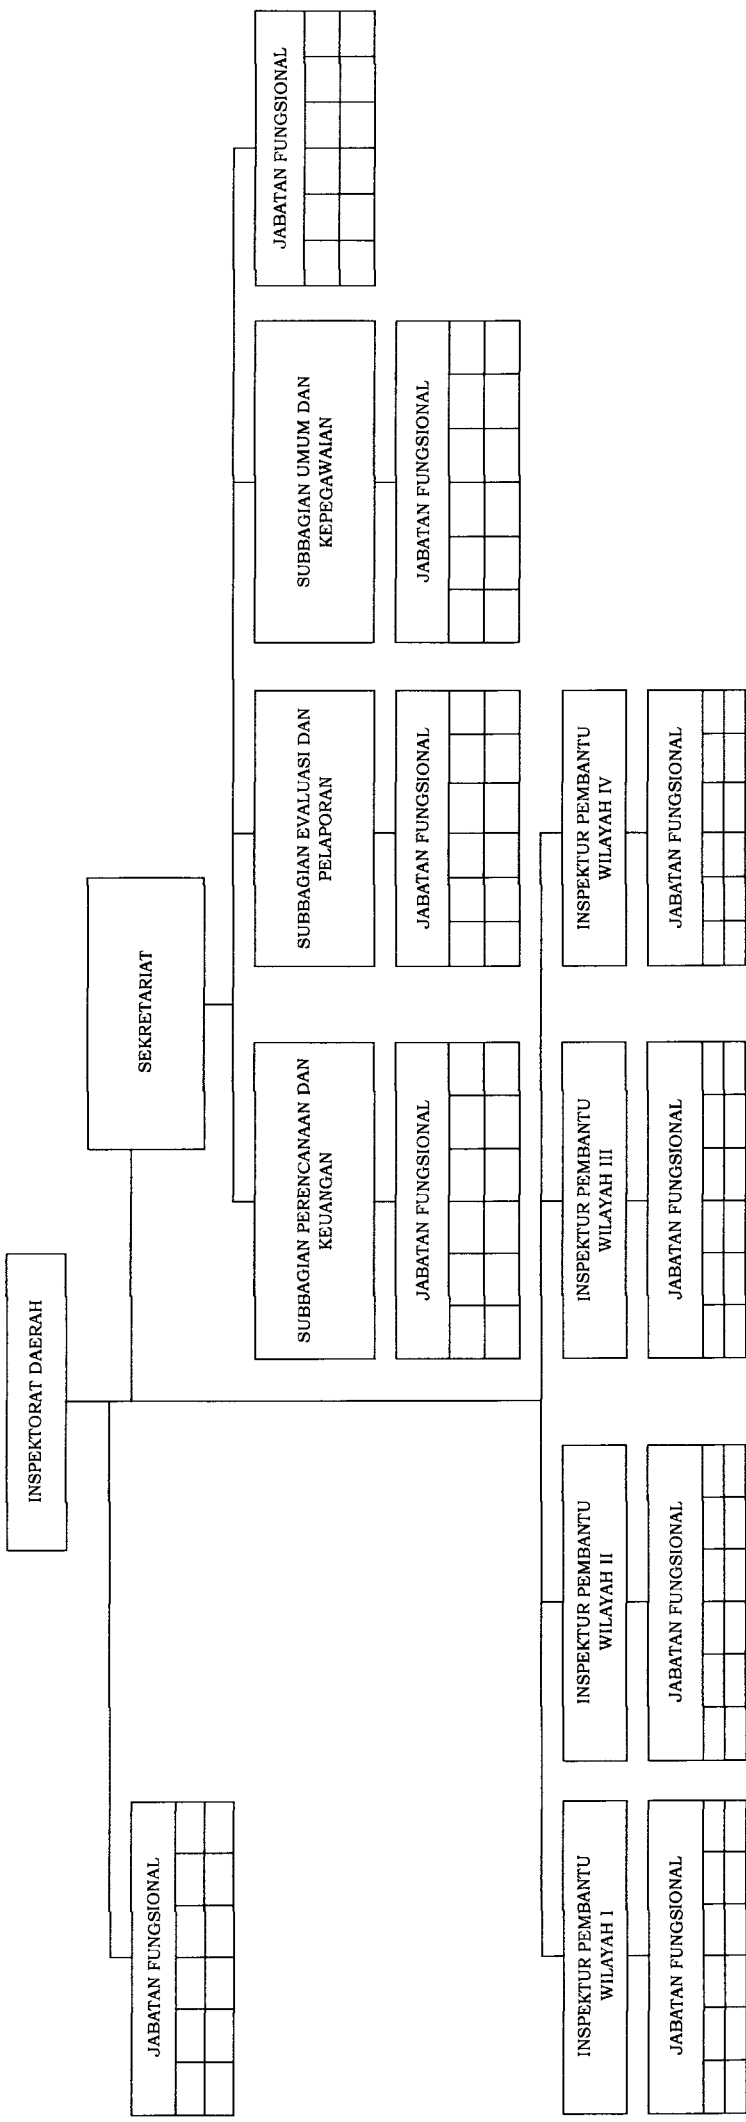 INSPEKTORAT DAERAH
SEKRETARIAT
JABATAN FUNGSIONAL
SUBBAGIAN PERENCANAAN DAN
KEUANGAN
SUBBAGIAN EVALUASI DAN
PELAPORAN
SUBBAGIAN UMUM DAN
KEPEGAWAIAN
JABATAN FUNGSIONAL
JABATAN FUNGSIONAL
JABATAN FUNGSIONAL
JABATAN FUNGSIONAL
INSPEKTUR PEMBANTU
WILAYAH I
INSPEKTUR PEMBANTU
WILAYAH II
INSPEKTUR PEMBANTU
WILAYAH III
INSPEKTUR PEMBANTU
WILAYAH IV
JABATAN FUNGSIONAL
JABATAN FUNGSIONAL
JABATAN FUNGSIONAL
JABATAN FUNGSIONAL